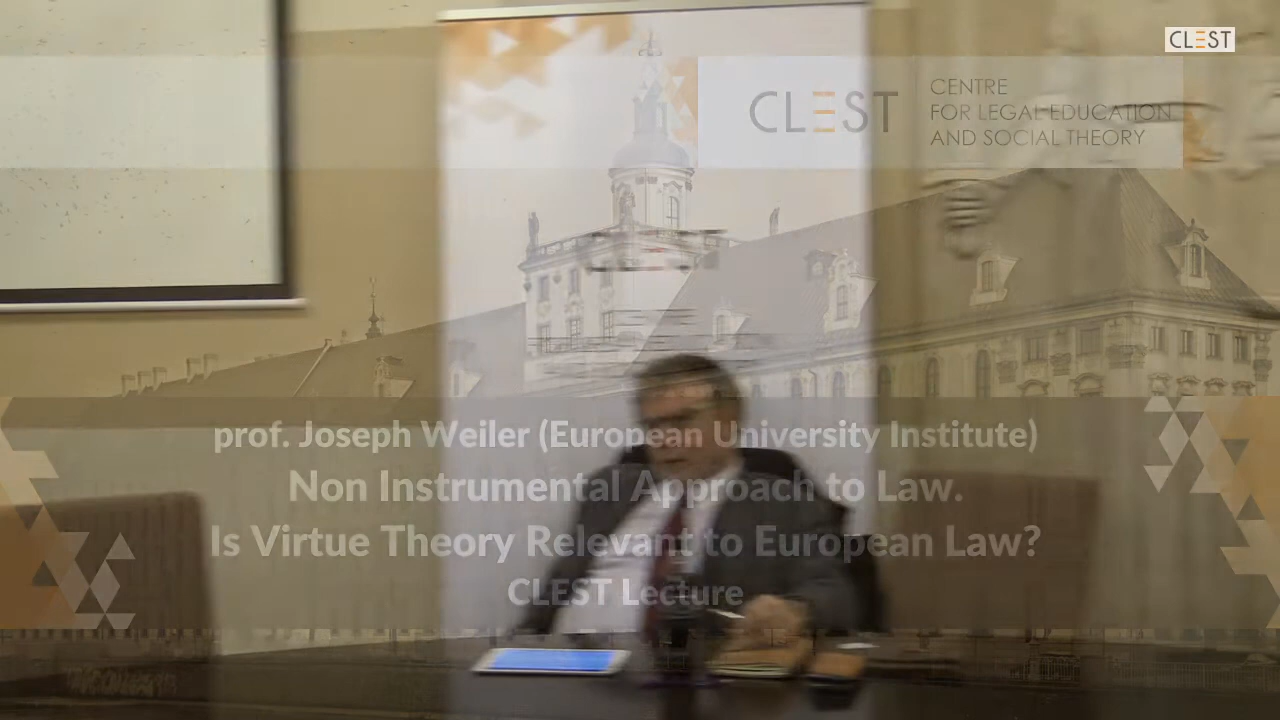 CLEST
CLEST
CENTRE
FOR LEGAL EDUCATION
AND SOCIAL THEORY
prof. Joseph Weiler (European University Institute)
Non Instrumental Approach to Law.
Is Virtue Theory Relevant to European Law?
CLEST Lecture